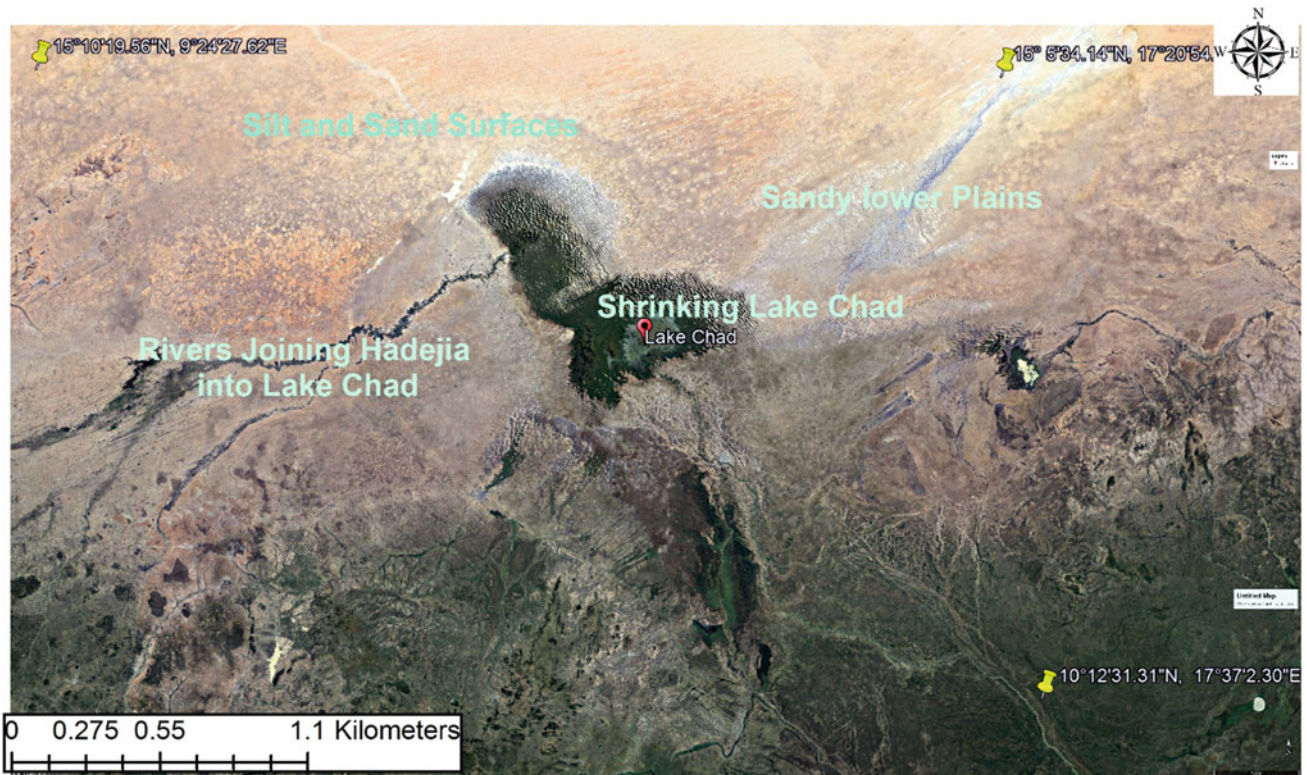 N
15°10'19.56"N, 9°24'27.62"E
15° 5'34.14"N, 17°20'54.
W
E
S
Silt and Sand Surfaces
Sandy lower Plains
Shrinking Lake Chad
Lake Chad
Rivers Joining Hadejia
into Lake Chad
Untitled Map
10°12'31.31"N, 17°37'2.30"E
0 0.275 0.55 1.1 Kilometers